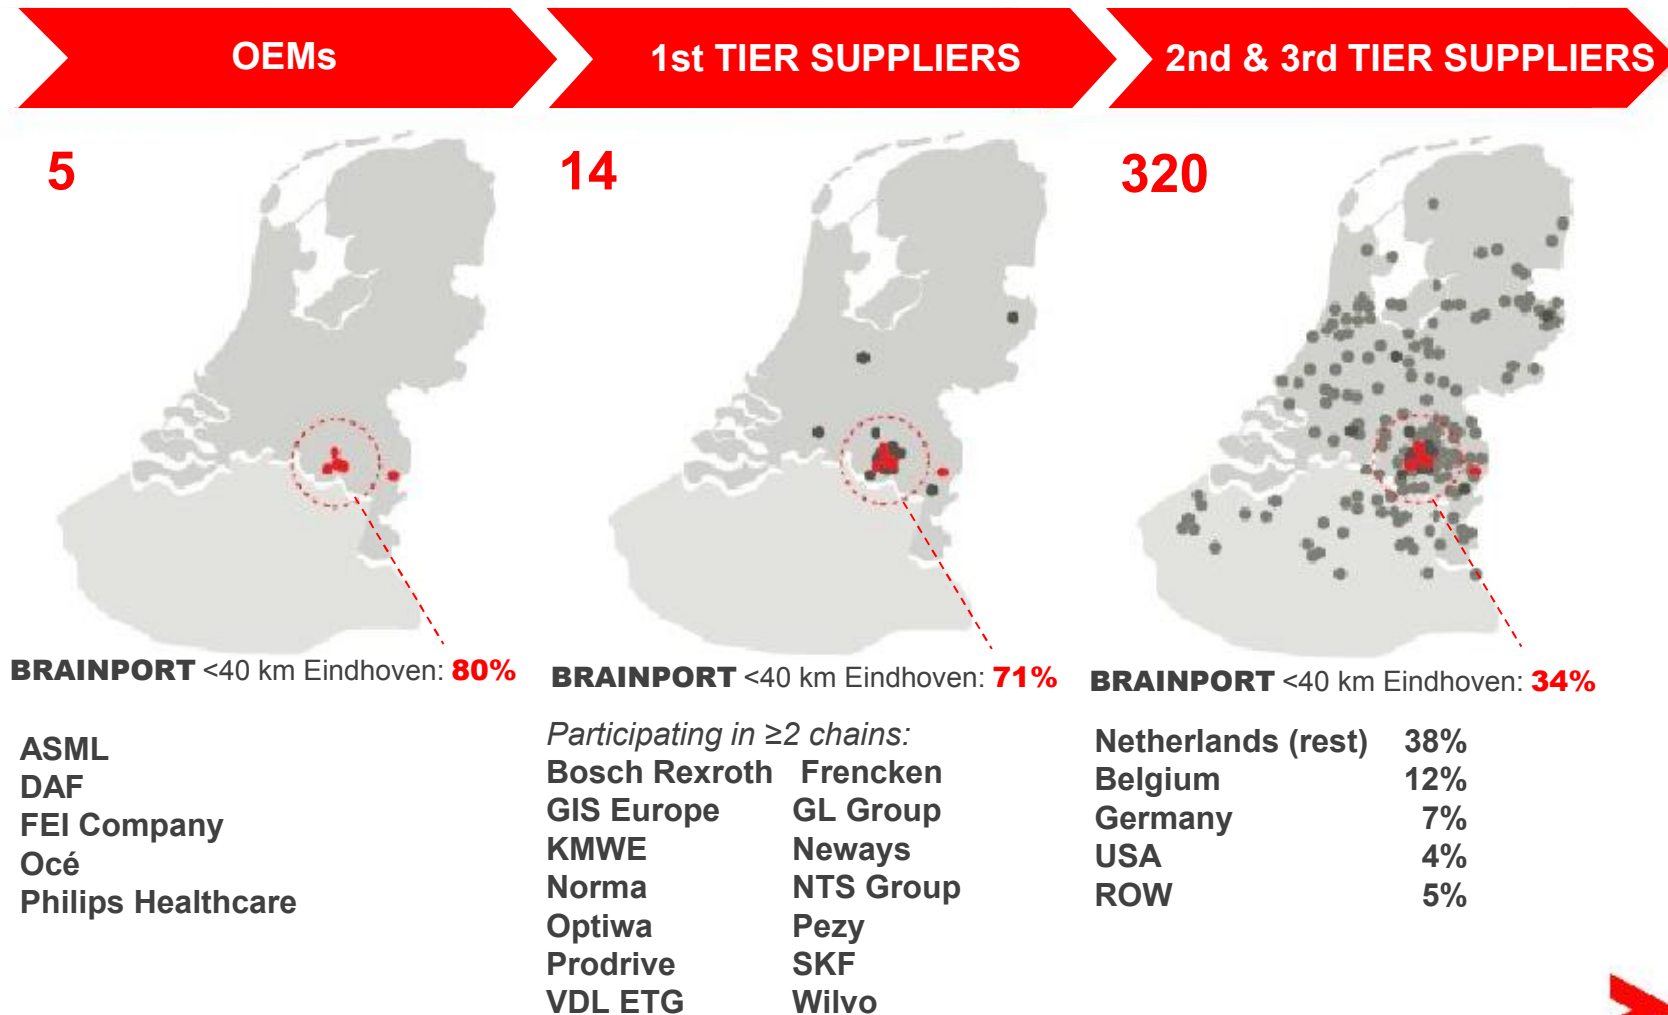 OEMs
1st TIER SUPPLIERS
2nd & 3rd TIER SUPPLIERS
5
14
320
BRAINPORT <40 km Eindhoven: 80%
ASML
DAF
FEI Company
Océ
Philips Healthcare
BRAINPORT <40 km Eindhoven: 71%
Participating in ≥2 chains:
Bosch Rexroth Frencken
GIS Europe GL Group
KMWE Neways
Norma NTS Group
Optiwa Pezy
Prodrive SKF
VDL ETG Wilvo
BRAINPORT <40 km Eindhoven: 34%
Netherlands (rest) 38%
Belgium 12%
Germany 7%
USA 4%
ROW 5%